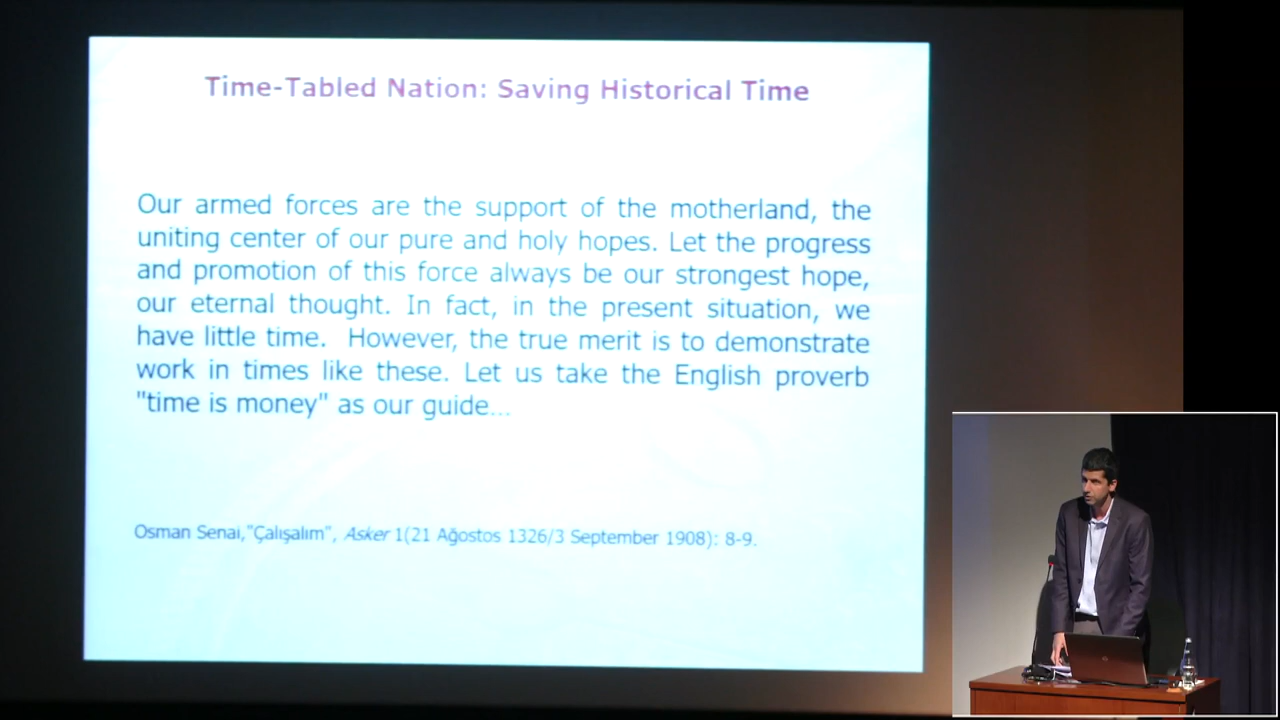 Time-Tabled Nation: Saving Historical Time
Our armed forces are the support of the motherland, the
uniting center of our pure and holy hopes. Let the progress
and promotion of this force always be our strongest hope,
our eternal thought. In fact, in the present situation, we
have little time. However, the true merit is to demonstrate
work in times like these. Let us take the English proverb
"time is money" as our guide...
Osman Senai,"Çalışalım", Asker 1(21 Ağostos 1326/3 September 1908): 8-9.